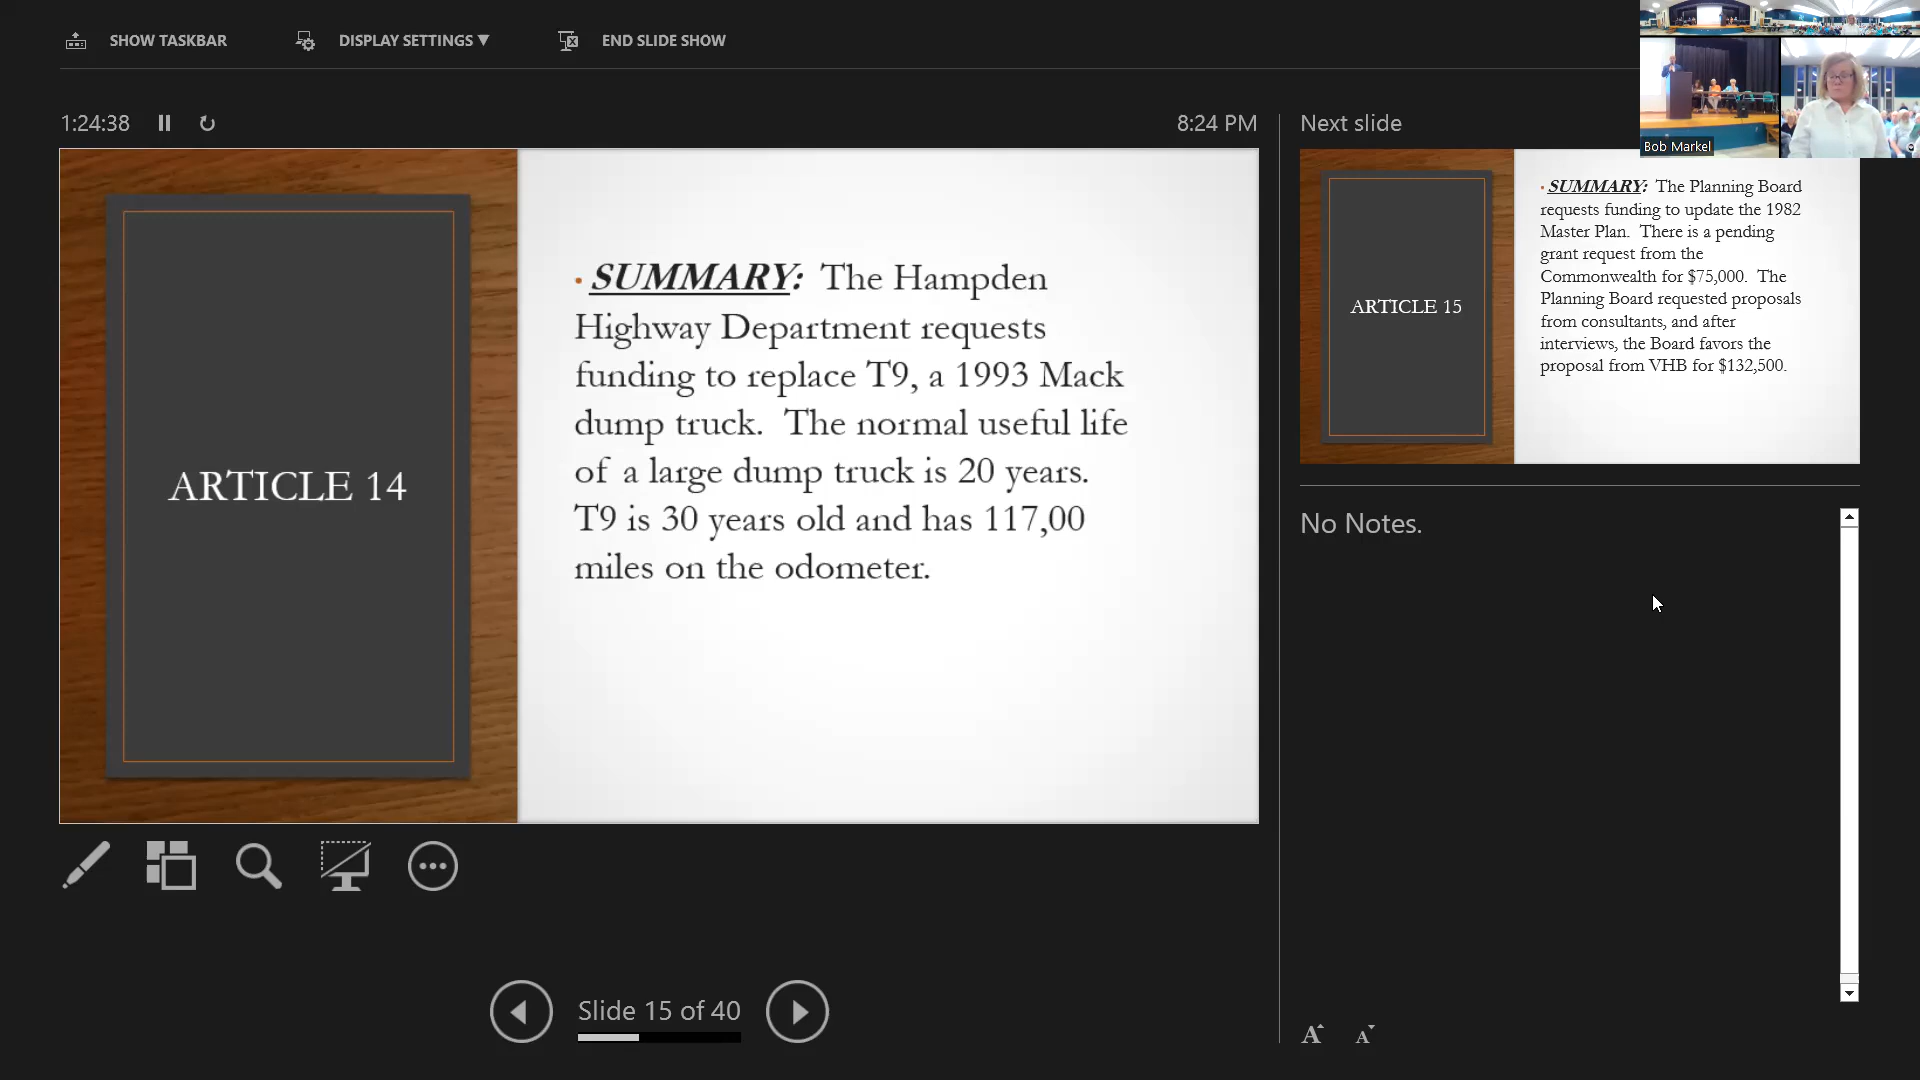 SHOW TASKBAR
DISPLAY SETTINGS ▼
END SLIDE SHOW
1:24:38
8:24 PM
ARTICLE 14
• SUMMARY: The Hampden
Highway Department requests
funding to replace T9, a 1993 Mack
dump truck. The normal useful life
of a large dump truck is 20 years.
T9 is 30 years old and has 117,00
miles on the odometer.
Slide 15 of 40
Next slide
Bob Markel
ARTICLE 15
• SUMMARY: The Planning Board
requests funding to update the 1982
Master Plan. There is a pending
grant request from the
Commonwealth for $75,000. The
Planning Board requested proposals
from consultants, and after
interviews, the Board favors the
proposal from VHB for $132,500.
No Notes.
A A